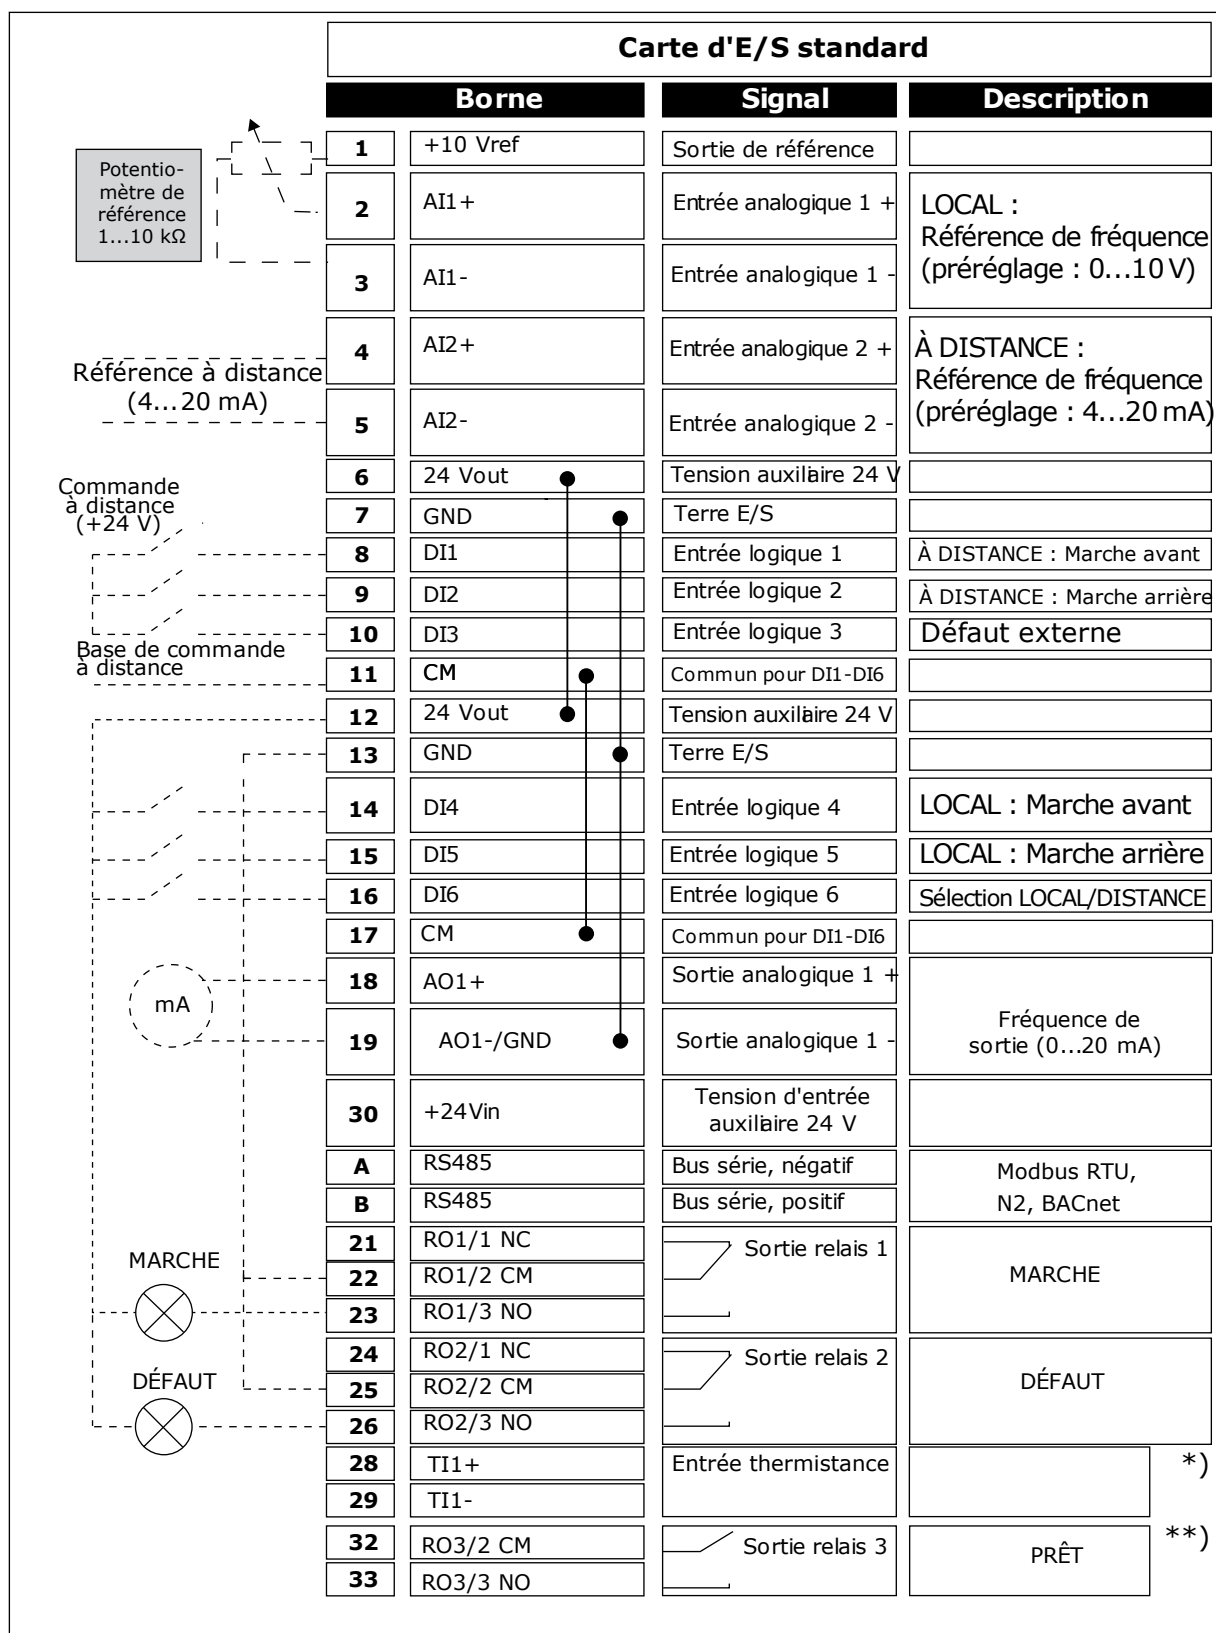 Carte d'E/S standard
Borne Signal Description
Potentio-
mètre de
référence
1...10 kΩ
1 +10 Vref Sortie de référence
2 AI1+ Entrée analogique 1 +
3 AI1- Entrée analogique 1 -
LOCAL :
Référence de fréquence
(préréglage : 0...10 V)
Référence à distance
(4...20 mA)
4 AI2+ Entrée analogique 2 +
5 AI2- Entrée analogique 2 -
À DISTANCE :
Référence de fréquence
(préréglage : 4...20 mA)
6 24 Vout Tension auxiliaire 24 V
Commande
à distance
(+24 V)
7 GND Terre E/S
8 DI1 Entrée logique 1 À DISTANCE : Marche avant
9 DI2 Entrée logique 2 À DISTANCE : Marche arrière
10 DI3 Entrée logique 3 Défaut externe
Base de commande
à distance
11 CM Commun pour DI1-DI6
12 24 Vout Tension auxiliaire 24 V
13 GND Terre E/S
14 DI4 Entrée logique 4 LOCAL : Marche avant
15 DI5 Entrée logique 5 LOCAL : Marche arrière
16 DI6 Entrée logique 6 Sélection LOCAL/DISTANCE
17 CM Commun pour DI1-DI6
mA
18 AO1+ Sortie analogique 1 +
19 AO1-/GND Sortie analogique 1 -
Fréquence de
sortie (0...20 mA)
30 +24Vin Tension d'entrée
auxiliaire 24 V
A RS485 Bus série, négatif
B RS485 Bus série, positif
Modbus RTU,
N2, BACnet
MARCHE
21 RO1/1 NC Sortie relais 1
22 RO1/2 CM MARCHE
23 RO1/3 NO
DÉFAUT
24 RO2/1 NC Sortie relais 2
25 RO2/2 CM DÉFAUT
26 RO2/3 NO
28 TI1+ Entrée thermistance *)
29 TI1-
32 RO3/2 CM Sortie relais 3 PRÊT **)
33 RO3/3 NO